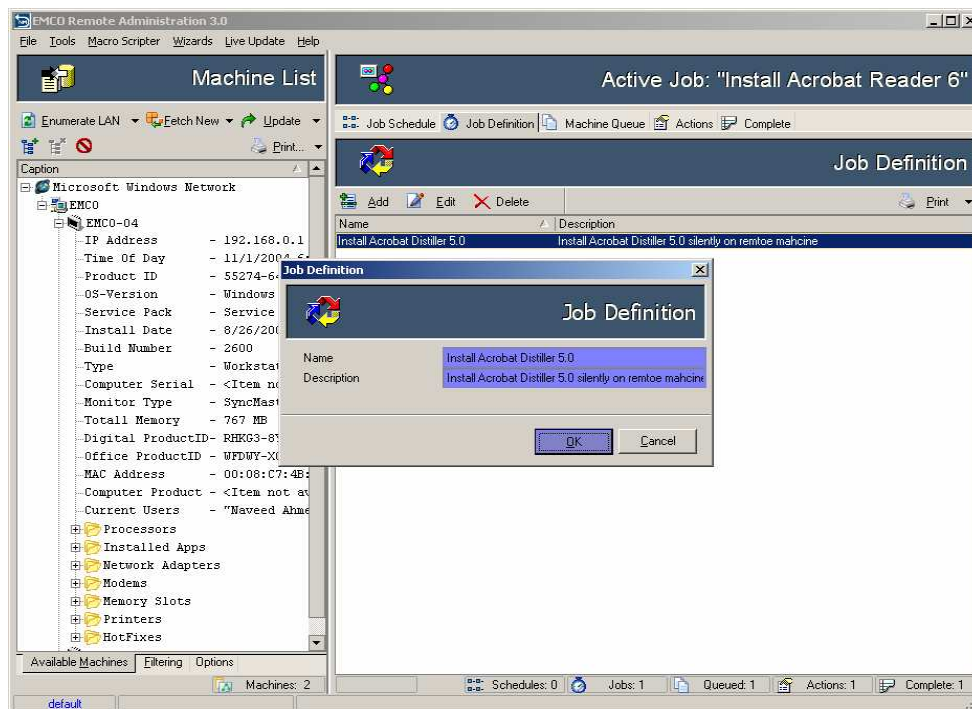 EMCO Remote Administration 3.0
File Tools Macro Scripter Wizards Live Update Help
Machine List
Active Job: "Install Acrobat Reader 6"
Enumerate LAN Fetch New Update
Print...
Job Schedule Job Definition Machine Queue Actions Complete
Job Definition
Add Edit Delete Print
Caption
Name Description
Install Acrobat Distiller 5.0 Install Acrobat Distiller 5.0 silently on remtoe mahcine
Microsoft Windows Network
EMCO
EMCO-04
IP Address - 192.168.0.1
Time Of Day - 11/1/2004
Product ID - 55274-6
OS-Version - Windows
Service Pack - Service
Install Date - 8/26/200
Build Number - 2600
Type - Workstat
Computer Serial - <Item no
Monitor Type - SyncMast
Totall Memory - 767 MB
Digital ProductID- RHKG3-8
Office ProductID - WFDWY-X
MAC Address - 00:08:C7:4B:
Computer Product - <Item not av
Current Users - "Naveed Ahme
Processors
Installed Apps
Network Adapters
Modems
Memory Slots
Printers
HotFixes
Job Definition
Job Definition
Name Install Acrobat Distiller 5.0
Description Install Acrobat Distiller 5.0 silently on remtoe mahcine
OK Cancel
Available Machines Filtering Options
Machines: 2
Schedules: 0 Jobs: 1 Queued: 1 Actions: 1 Complete: 1
default